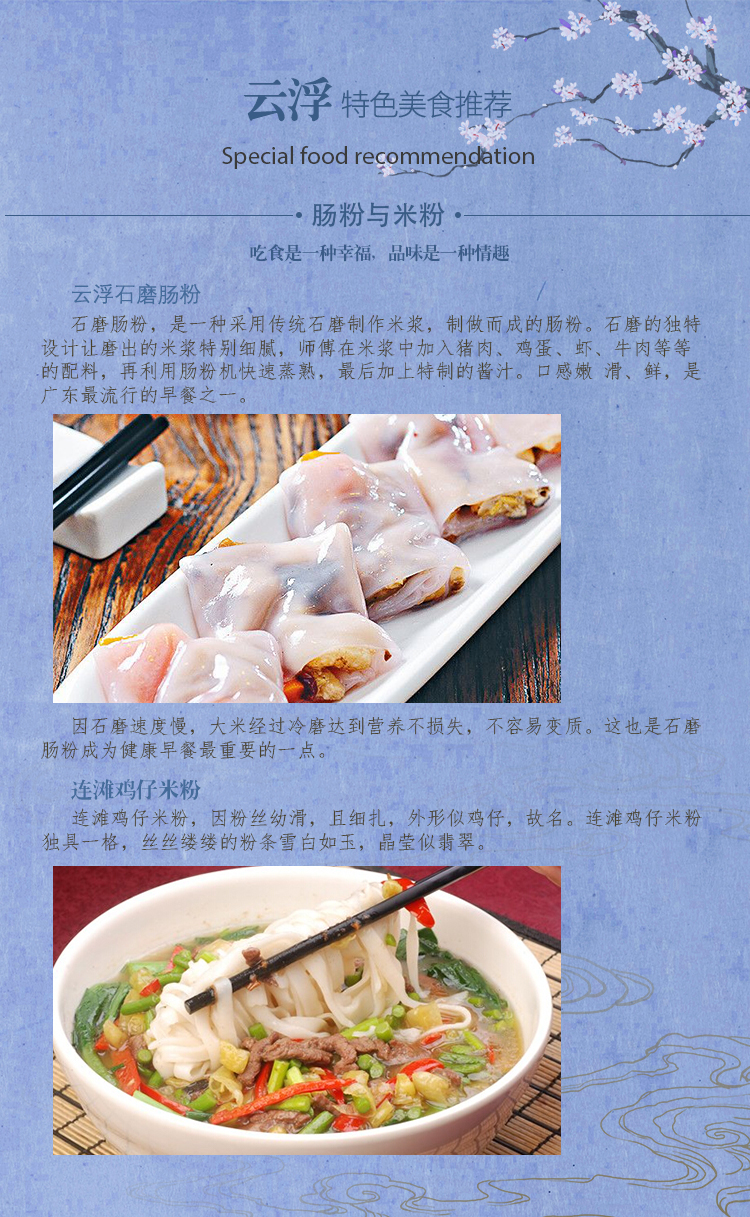 云浮 特色美食推荐
Special food recommendation
• 肠粉与米粉 •
吃食是一种幸福，品味是一种情趣
云浮石磨肠粉
石磨肠粉，是一种采用传统石磨制作米浆，制做而成的肠粉。石磨的独特
设计让磨出的米浆特别细腻，师傅在米浆中加入猪肉、鸡蛋、虾、牛肉等等
的配料，再利用肠粉机快速蒸熟，最后加上特制的酱汁。口感嫩 滑、鲜，是
广东最流行的早餐之一。
因石磨速度慢，大米经过冷磨达到营养不损失，不容易变质。这也是石磨
肠粉成为健康早餐最重要的一点。
连滩鸡仔米粉
连滩鸡仔米粉，因粉丝幼滑，且细扎，外形似鸡仔，故名。连滩鸡仔米粉
独具一格，丝丝缕缕的粉条雪白如玉，晶莹似翡翠。